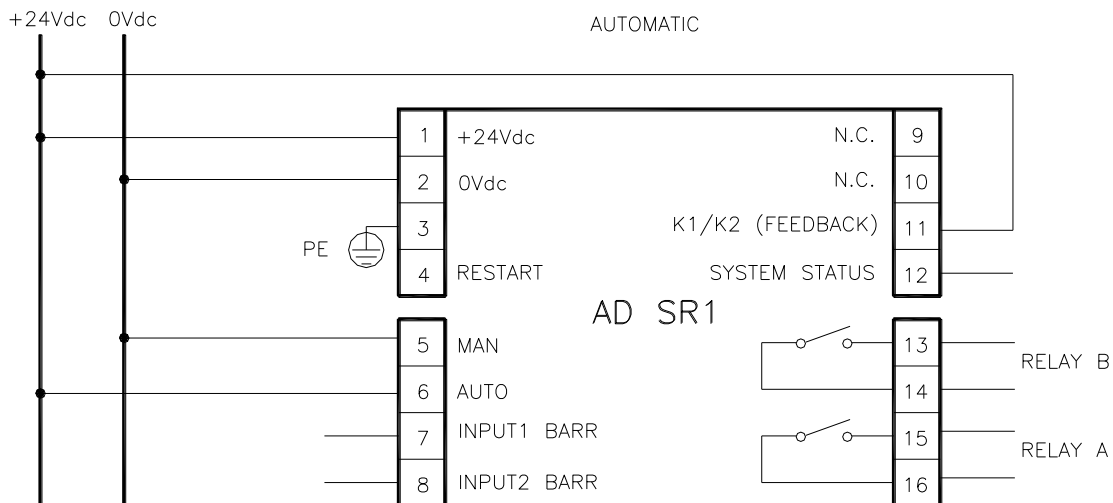 +24Vdc 0Vdc
AUTOMATIC
1 +24Vdc N.C. 9
2 0Vdc N.C. 10
PE 3 K1/K2 (FEEDBACK) 11
4 RESTART SYSTEM STATUS 12
AD SR1
5 MAN 13
RELAY B
6 AUTO 14
7 INPUT1 BARR 15
RELAY A
8 INPUT2 BARR 16